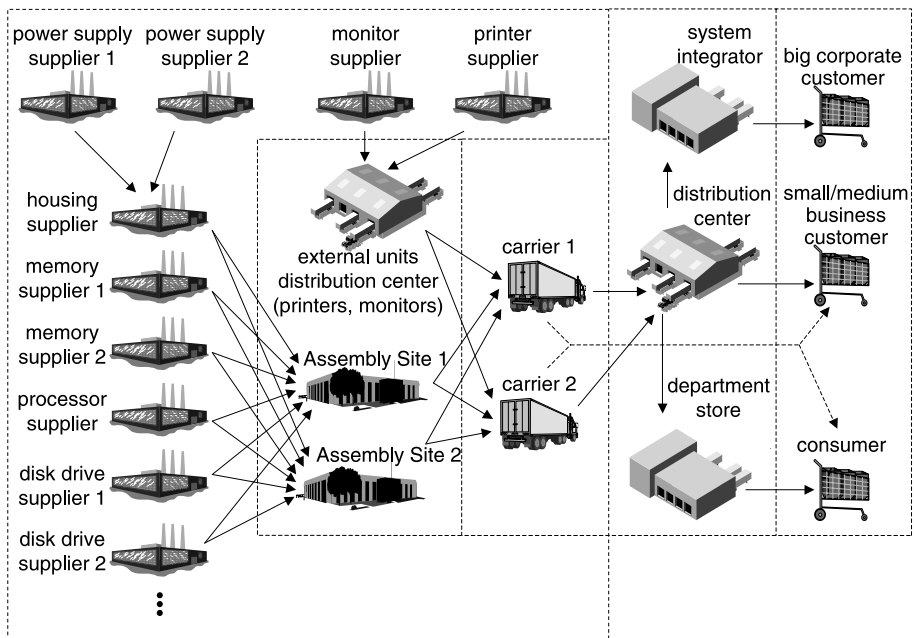 power supply
supplier 1
power supply
supplier 2
monitor
supplier
printer
supplier
system
integrator
big corporate
customer
housing
supplier
memory
supplier 1
memory
supplier 2
processor
supplier
disk drive
supplier 1
disk drive
supplier 2
external units
distribution center
(printers, monitors)
Assembly Site 1
Assembly Site 2
carrier 1
carrier 2
distribution
center
department
store
small/medium
business
customer
consumer